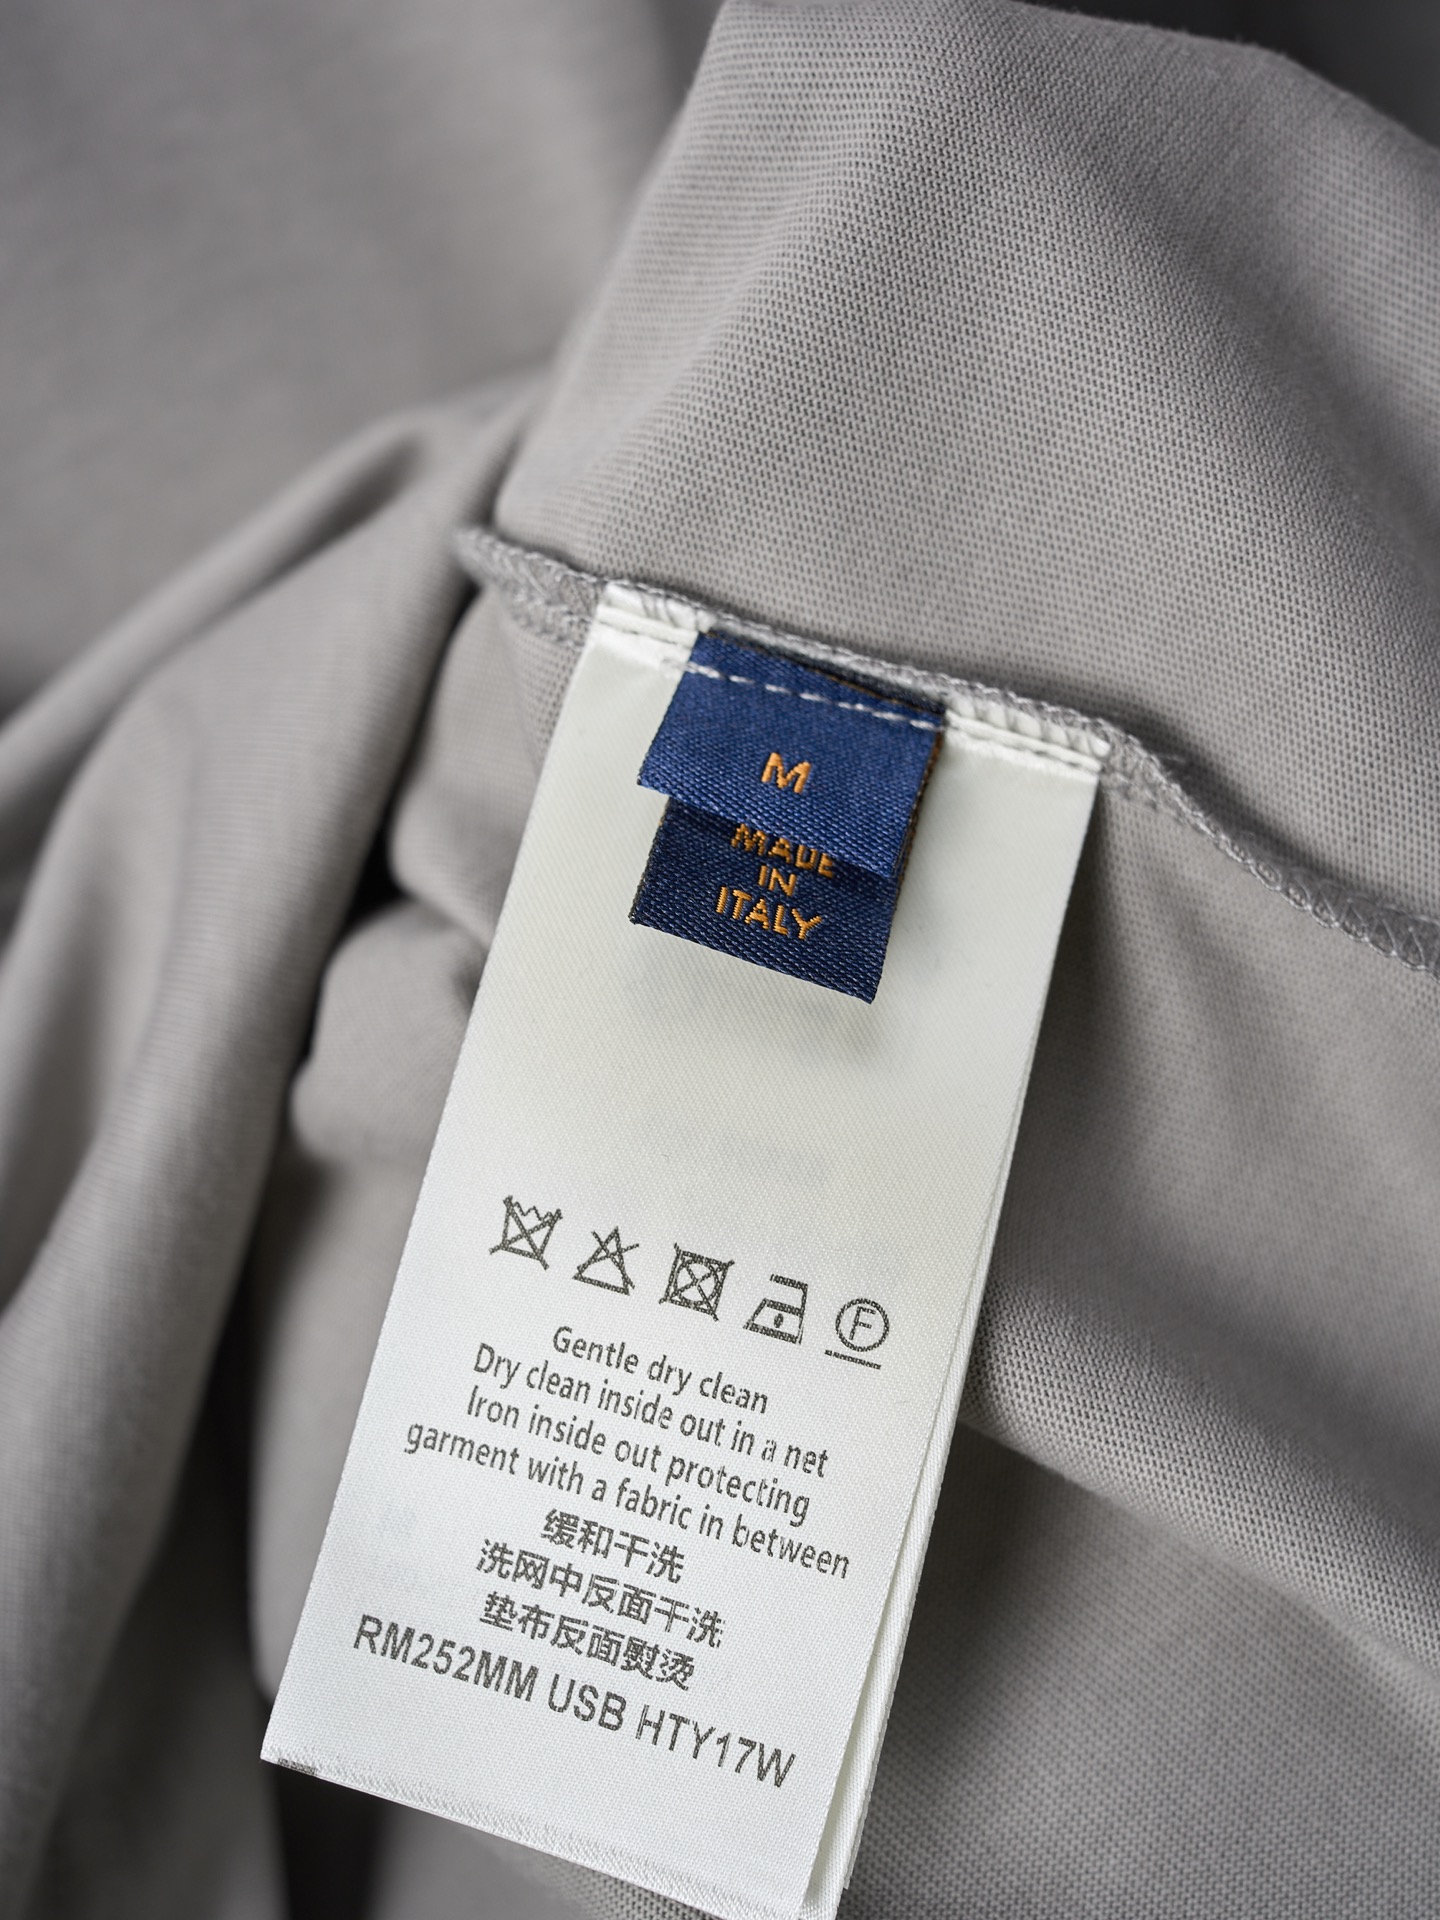 M
MADE
IN
ITALY
F
Gentle dry clean
Dry clean inside out in a net
Iron inside out protecting
garment with a fabric in between
缓和干洗
洗网中反面干洗
垫布反面熨烫
RM252MM USB HTY17W